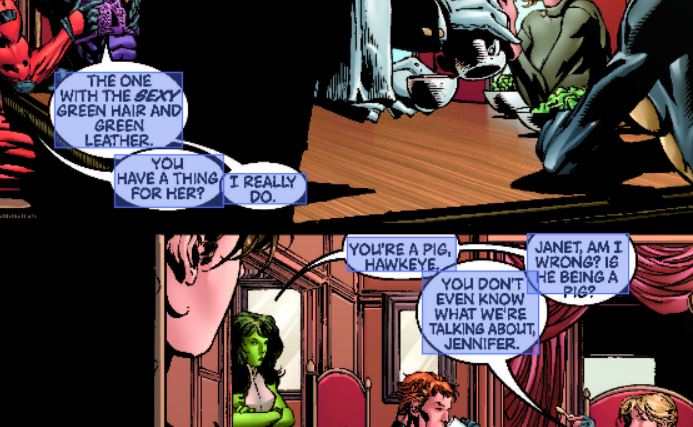 THE ONE
WITH THE SEXY
GREEN HAIR AND
GREEN
LEATHER.
YOU
HAVE A THING
FOR HER?
I REALLY
DO.
YOU'RE A PIG,
HAWKEYE.
JANET, AM I
WRONG? IS
HE BEING A
PIG?
YOU DON'T
EVEN KNOW
WHAT WE'RE
TALKING ABOUT,
JENNIFER.